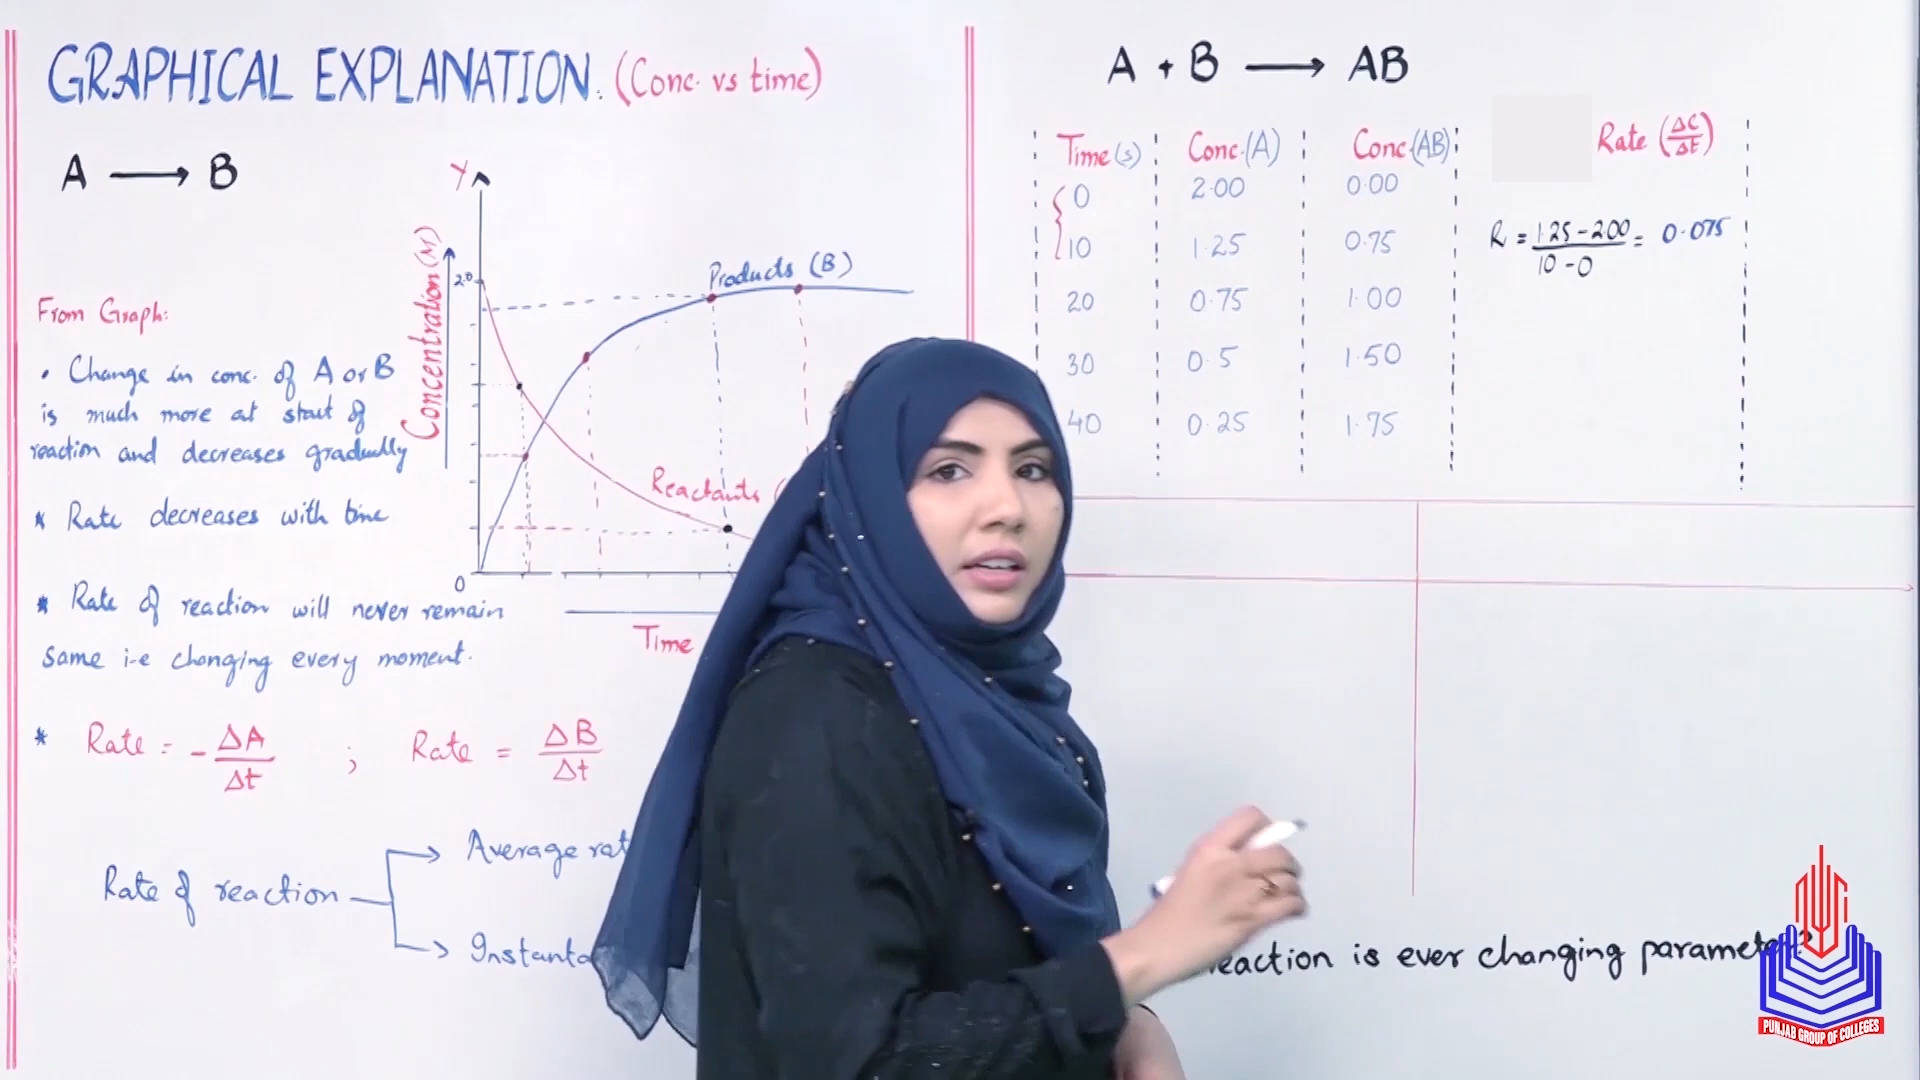 GRAPHICAL EXPLANATION. (Conc. vs time)
A ⟶ B
From Graph:
• Change in conc. of A or B
is much more at start of
reaction and decreases gradually
* Rate decreases with time
* Rate of reaction will never remain
same i-e changing every moment.
* Rate = - ΔA/Δt ; Rate = ΔB/Δt
Rate of reaction
Average
Y
Concentration (M)
2.0
Products (B)
Reactants
0
Time
A + B ⟶ AB
Time (s) Conc. (A) Conc. (AB) Rate (ΔC/Δt)
0 2.00 0.00
10 1.25 0.75 R = 1.25 - 2.00 / 10 - 0 = 0.075
20 0.75 1.00
30 0.5 1.50
40 0.25 1.75
reaction is ever changing parameter?
PUNJAB GROUP OF COLLEGES